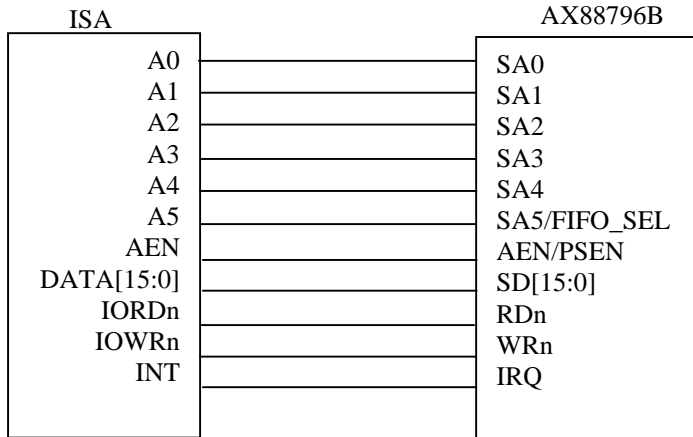 ISA AX88796B
A0 SA0
A1 SA1
A2 SA2
A3 SA3
A4 SA4
A5 SA5/FIFO_SEL
AEN AEN/PSEN
DATA[15:0] SD[15:0]
IORDn RDn
IOWRn WRn
INT IRQ